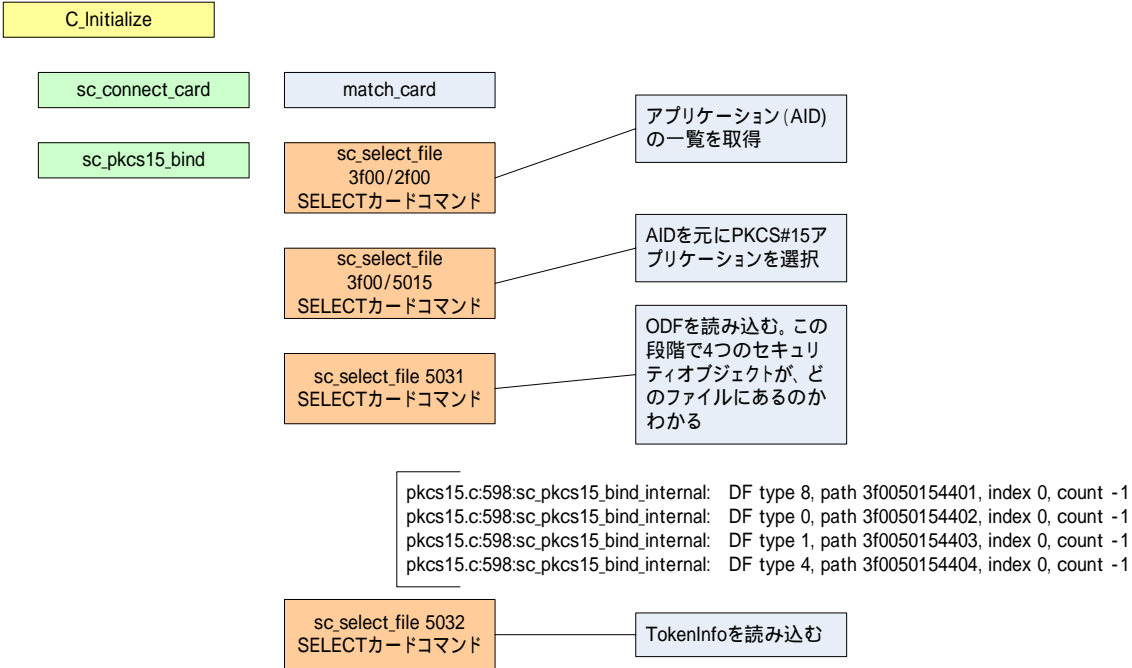 C_Initialize
sc_connect_card
match_card
アプリケーション(AID)
の一覧を取得
sc_pkcs15_bind
sc_select_file
3f00/2f00
SELECTカードコマンド
AIDを元にPKCS#15ア
プリケーションを選択
sc_select_file
3f00/5015
SELECTカードコマンド
ODFを読み込む。この
段階で4つのセキュリ
ティオブジェクトが、ど
のファイルにあるのか
わかる
sc_select_file 5031
SELECTカードコマンド
pkcs15.c:598:sc_pkcs15_bind_internal: DF type 8, path 3f0050154401, index 0, count -1
pkcs15.c:598:sc_pkcs15_bind_internal: DF type 0, path 3f0050154402, index 0, count -1
pkcs15.c:598:sc_pkcs15_bind_internal: DF type 1, path 3f0050154403, index 0, count -1
pkcs15.c:598:sc_pkcs15_bind_internal: DF type 4, path 3f0050154404, index 0, count -1
sc_select_file 5032
SELECTカードコマンド
TokenInfoを読み込む